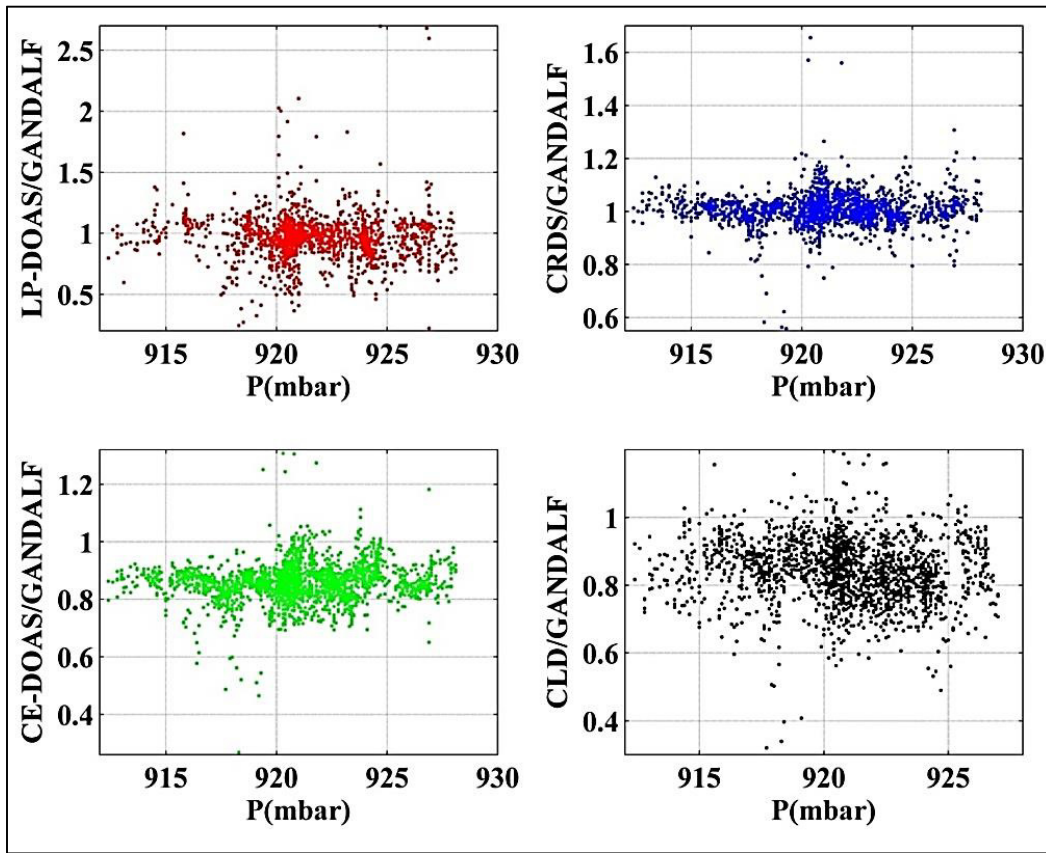 LP-DOAS/GANDALF
2.5
2
1.5
1
0.5
915 920 925 930
P(mbar)
CRDS/GANDALF
1.6
1.4
1.2
1
0.8
0.6
915 920 925 930
P(mbar)
CE-DOAS/GANDALF
1.2
1
0.8
0.6
0.4
915 920 925 930
P(mbar)
CLD/GANDALF
1
0.8
0.6
0.4
915 920 925
P(mbar)